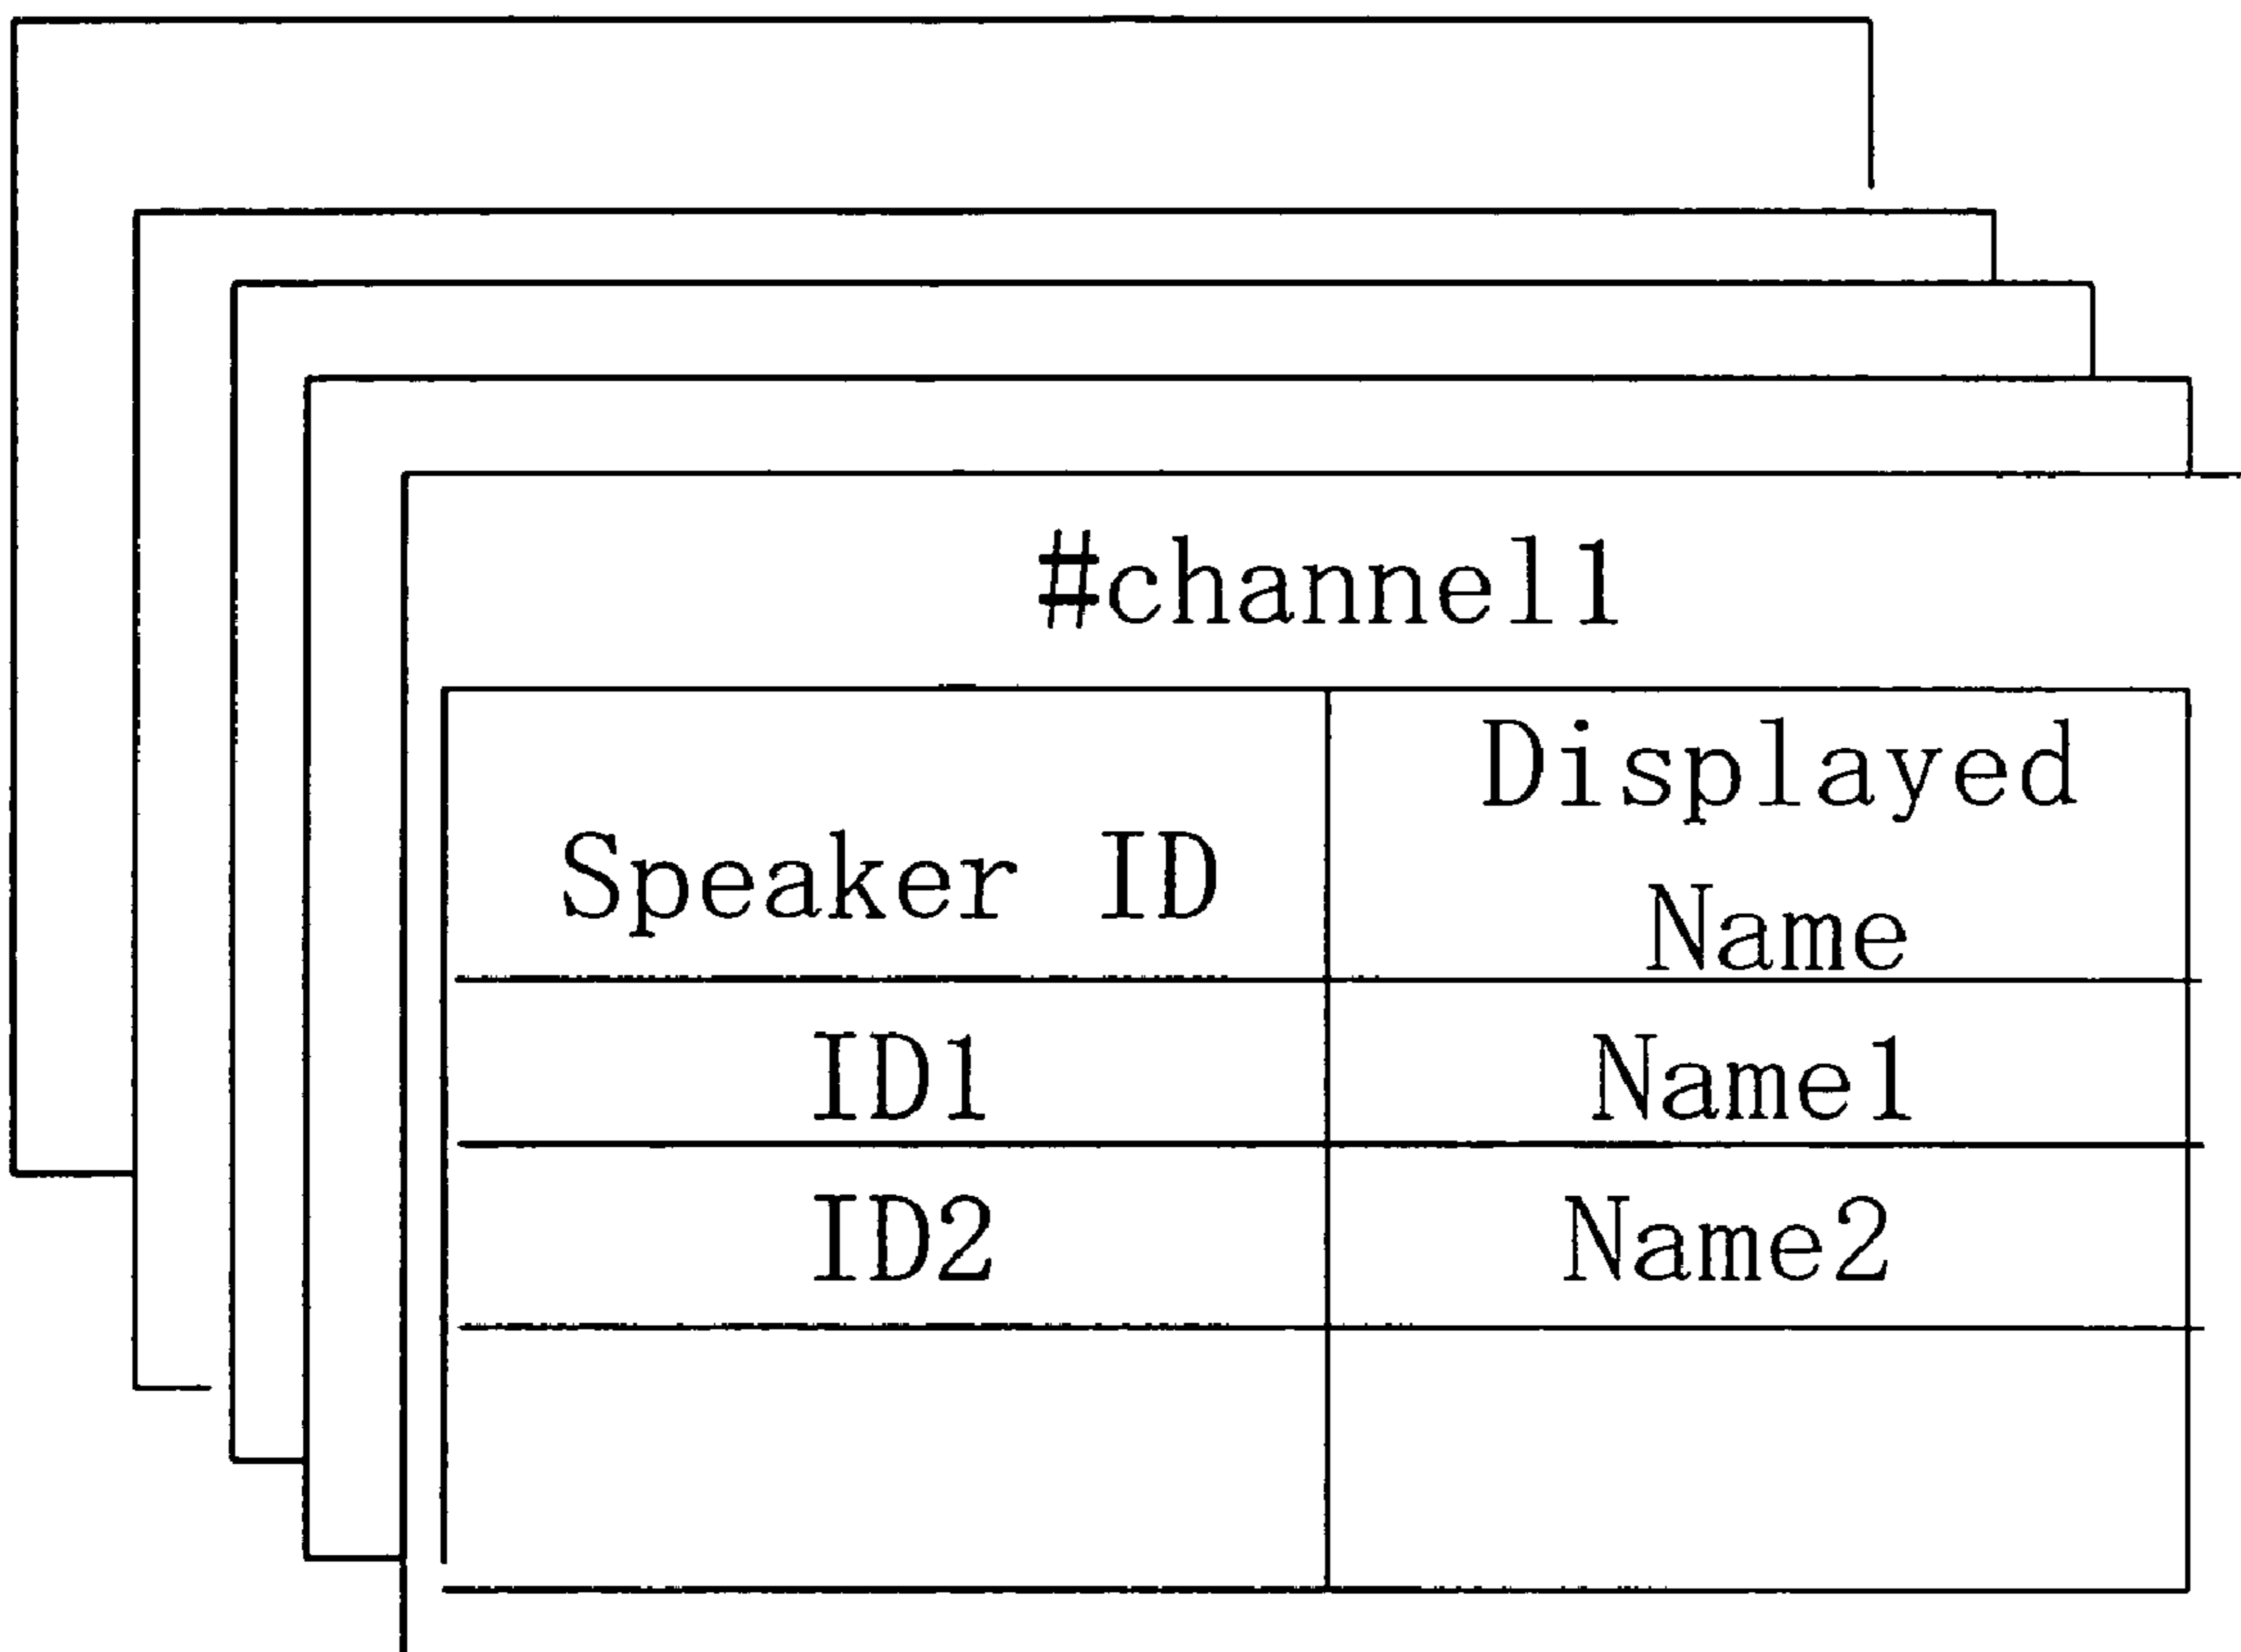 #channel1
Displayed
Speaker ID
Name
ID1 Name1
ID2 Name2